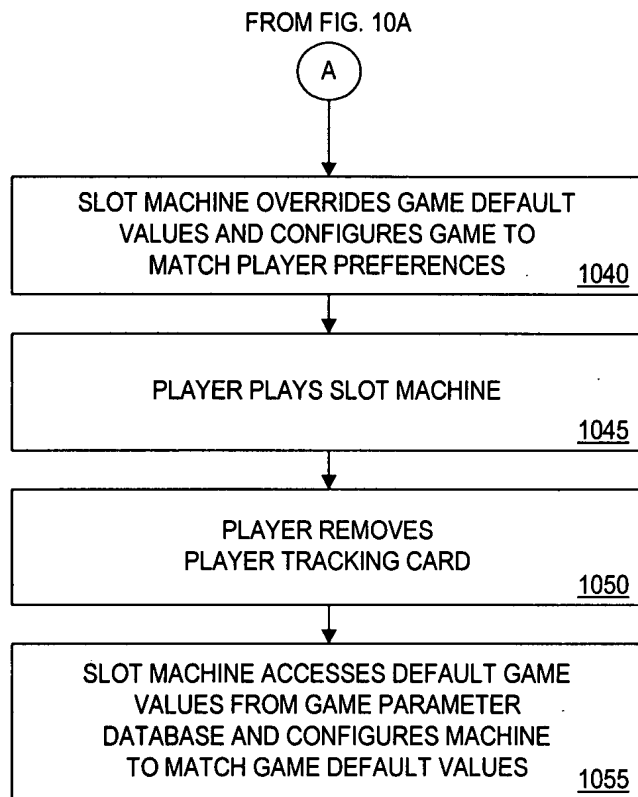 FROM FIG. 10A
A
SLOT MACHINE OVERRIDES GAME DEFAULT
VALUES AND CONFIGURES GAME TO
MATCH PLAYER PREFERENCES
1040
PLAYER PLAYS SLOT MACHINE
1045
PLAYER REMOVES
PLAYER TRACKING CARD
1050
SLOT MACHINE ACCESSES DEFAULT GAME
VALUES FROM GAME PARAMETER
DATABASE AND CONFIGURES MACHINE
TO MATCH GAME DEFAULT VALUES
1055